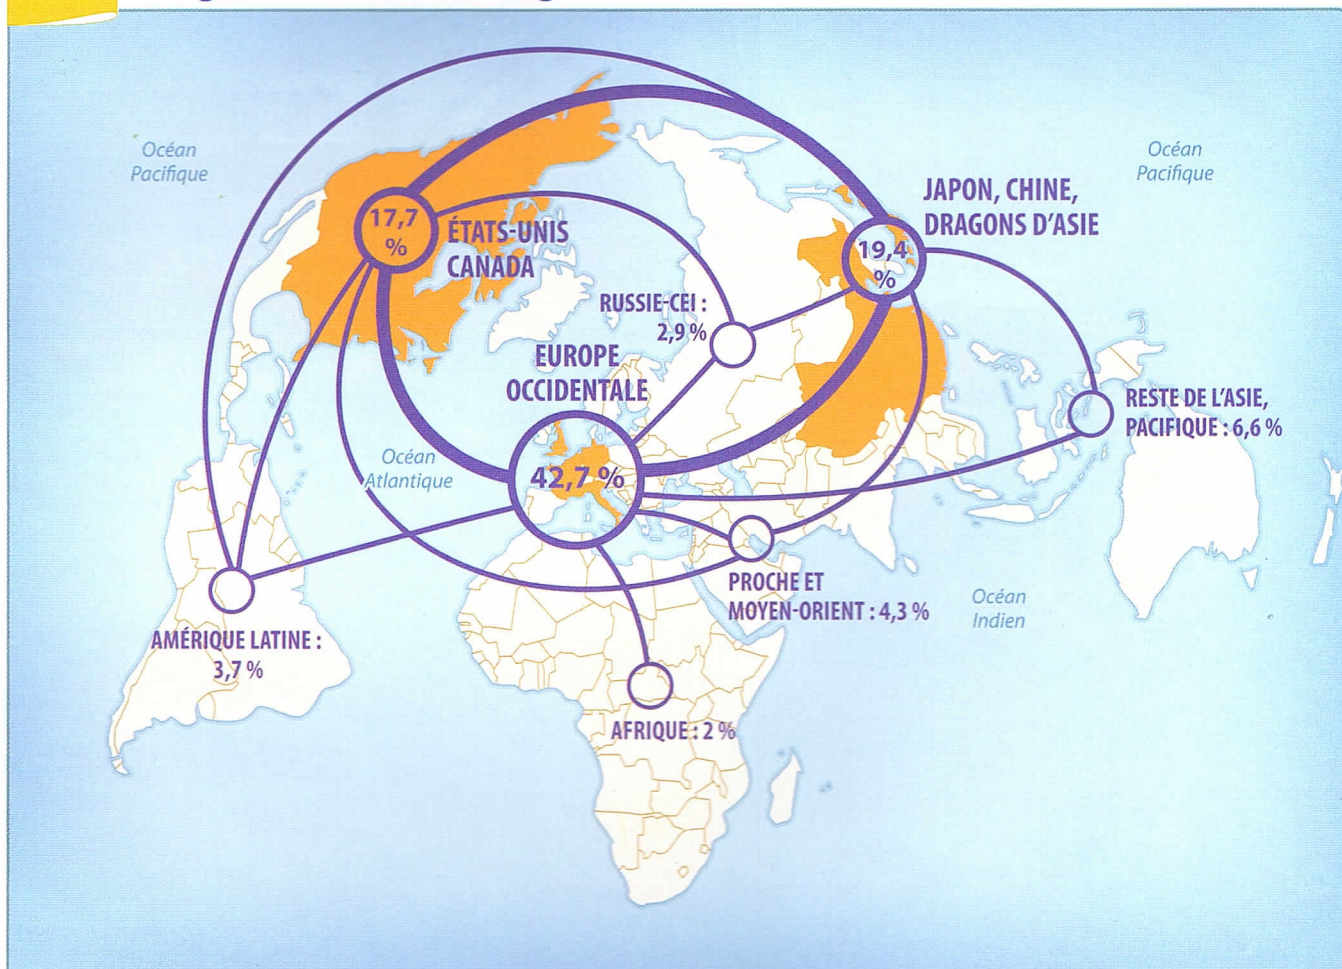 Océan
Pacifique
Océan
Pacifique
JAPON, CHINE,
DRAGONS D'ASIE
17,7
%
ÉTATS-UNIS
CANADA
19,4
%
RUSSIE-CEI :
2,9 %
EUROPE
OCCIDENTALE
RESTE DE L'ASIE,
PACIFIQUE : 6,6 %
Océan
Atlantique
42,7 %
PROCHE ET
MOYEN-ORIENT : 4,3 %
Océan
Indien
AMÉRIQUE LATINE :
3,7 %
AFRIQUE : 2 %